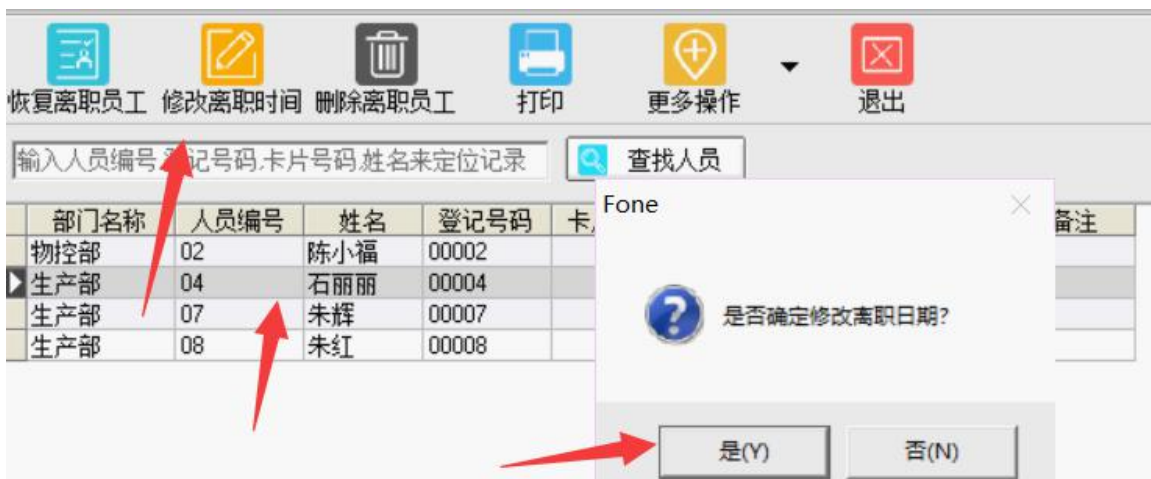 恢复离职员工 修改离职时间 删除离职员工 打印 更多操作 退出
输入人员编号,登记号码,卡片号码,姓名来定位记录 查找人员
部门名称 人员编号 姓名 登记号码 备注
物控部 02 陈小福 00002
生产部 04 石丽丽 00004
生产部 07 朱辉 00007
生产部 08 朱红 00008
Fone
是否确定修改离职日期?
是(Y) 否(N)